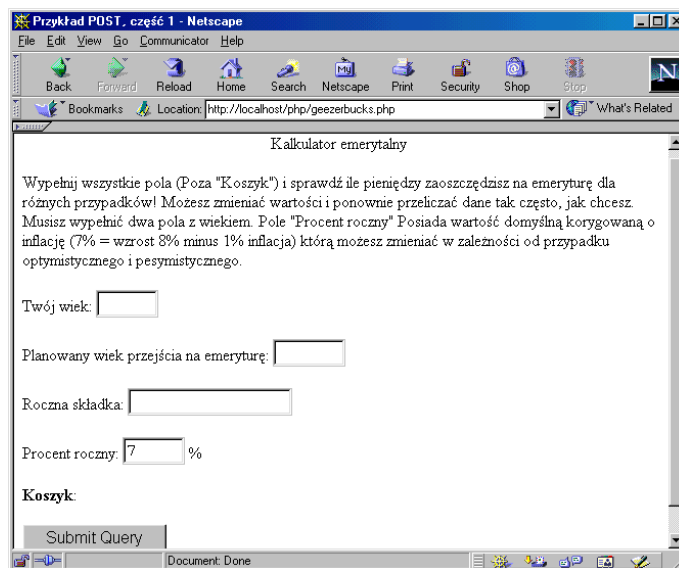 Przykład POST, część 1 - Netscape
File Edit View Go Communicator Help
Back Forward Reload Home Search Netscape Print Security Shop Stop
My
N
Bookmarks Location: http://localhost/php/geezerbucks.php What's Related
Kalkulator emerytalny
Wypełnij wszystkie pola (Poza "Koszyk") i sprawdź ile pieniędzy zaoszczędzisz na emeryturę dla
różnych przypadków! Możesz zmieniać wartości i ponownie przeliczać dane tak często, jak chcesz.
Musisz wypełnić dwa pola z wiekiem. Pole "Procent roczny" Posiada wartość domyślną korygowaną o
inflację (7% = wzrost 8% minus 1% inflacja) którą możesz zmieniać w zależności od przypadku
optymistycznego i pesymistycznego.
Twój wiek:
Planowany wiek przejścia na emeryturę:
Roczna składka:
Procent roczny: 7 %
Koszyk:
Submit Query
Document: Done